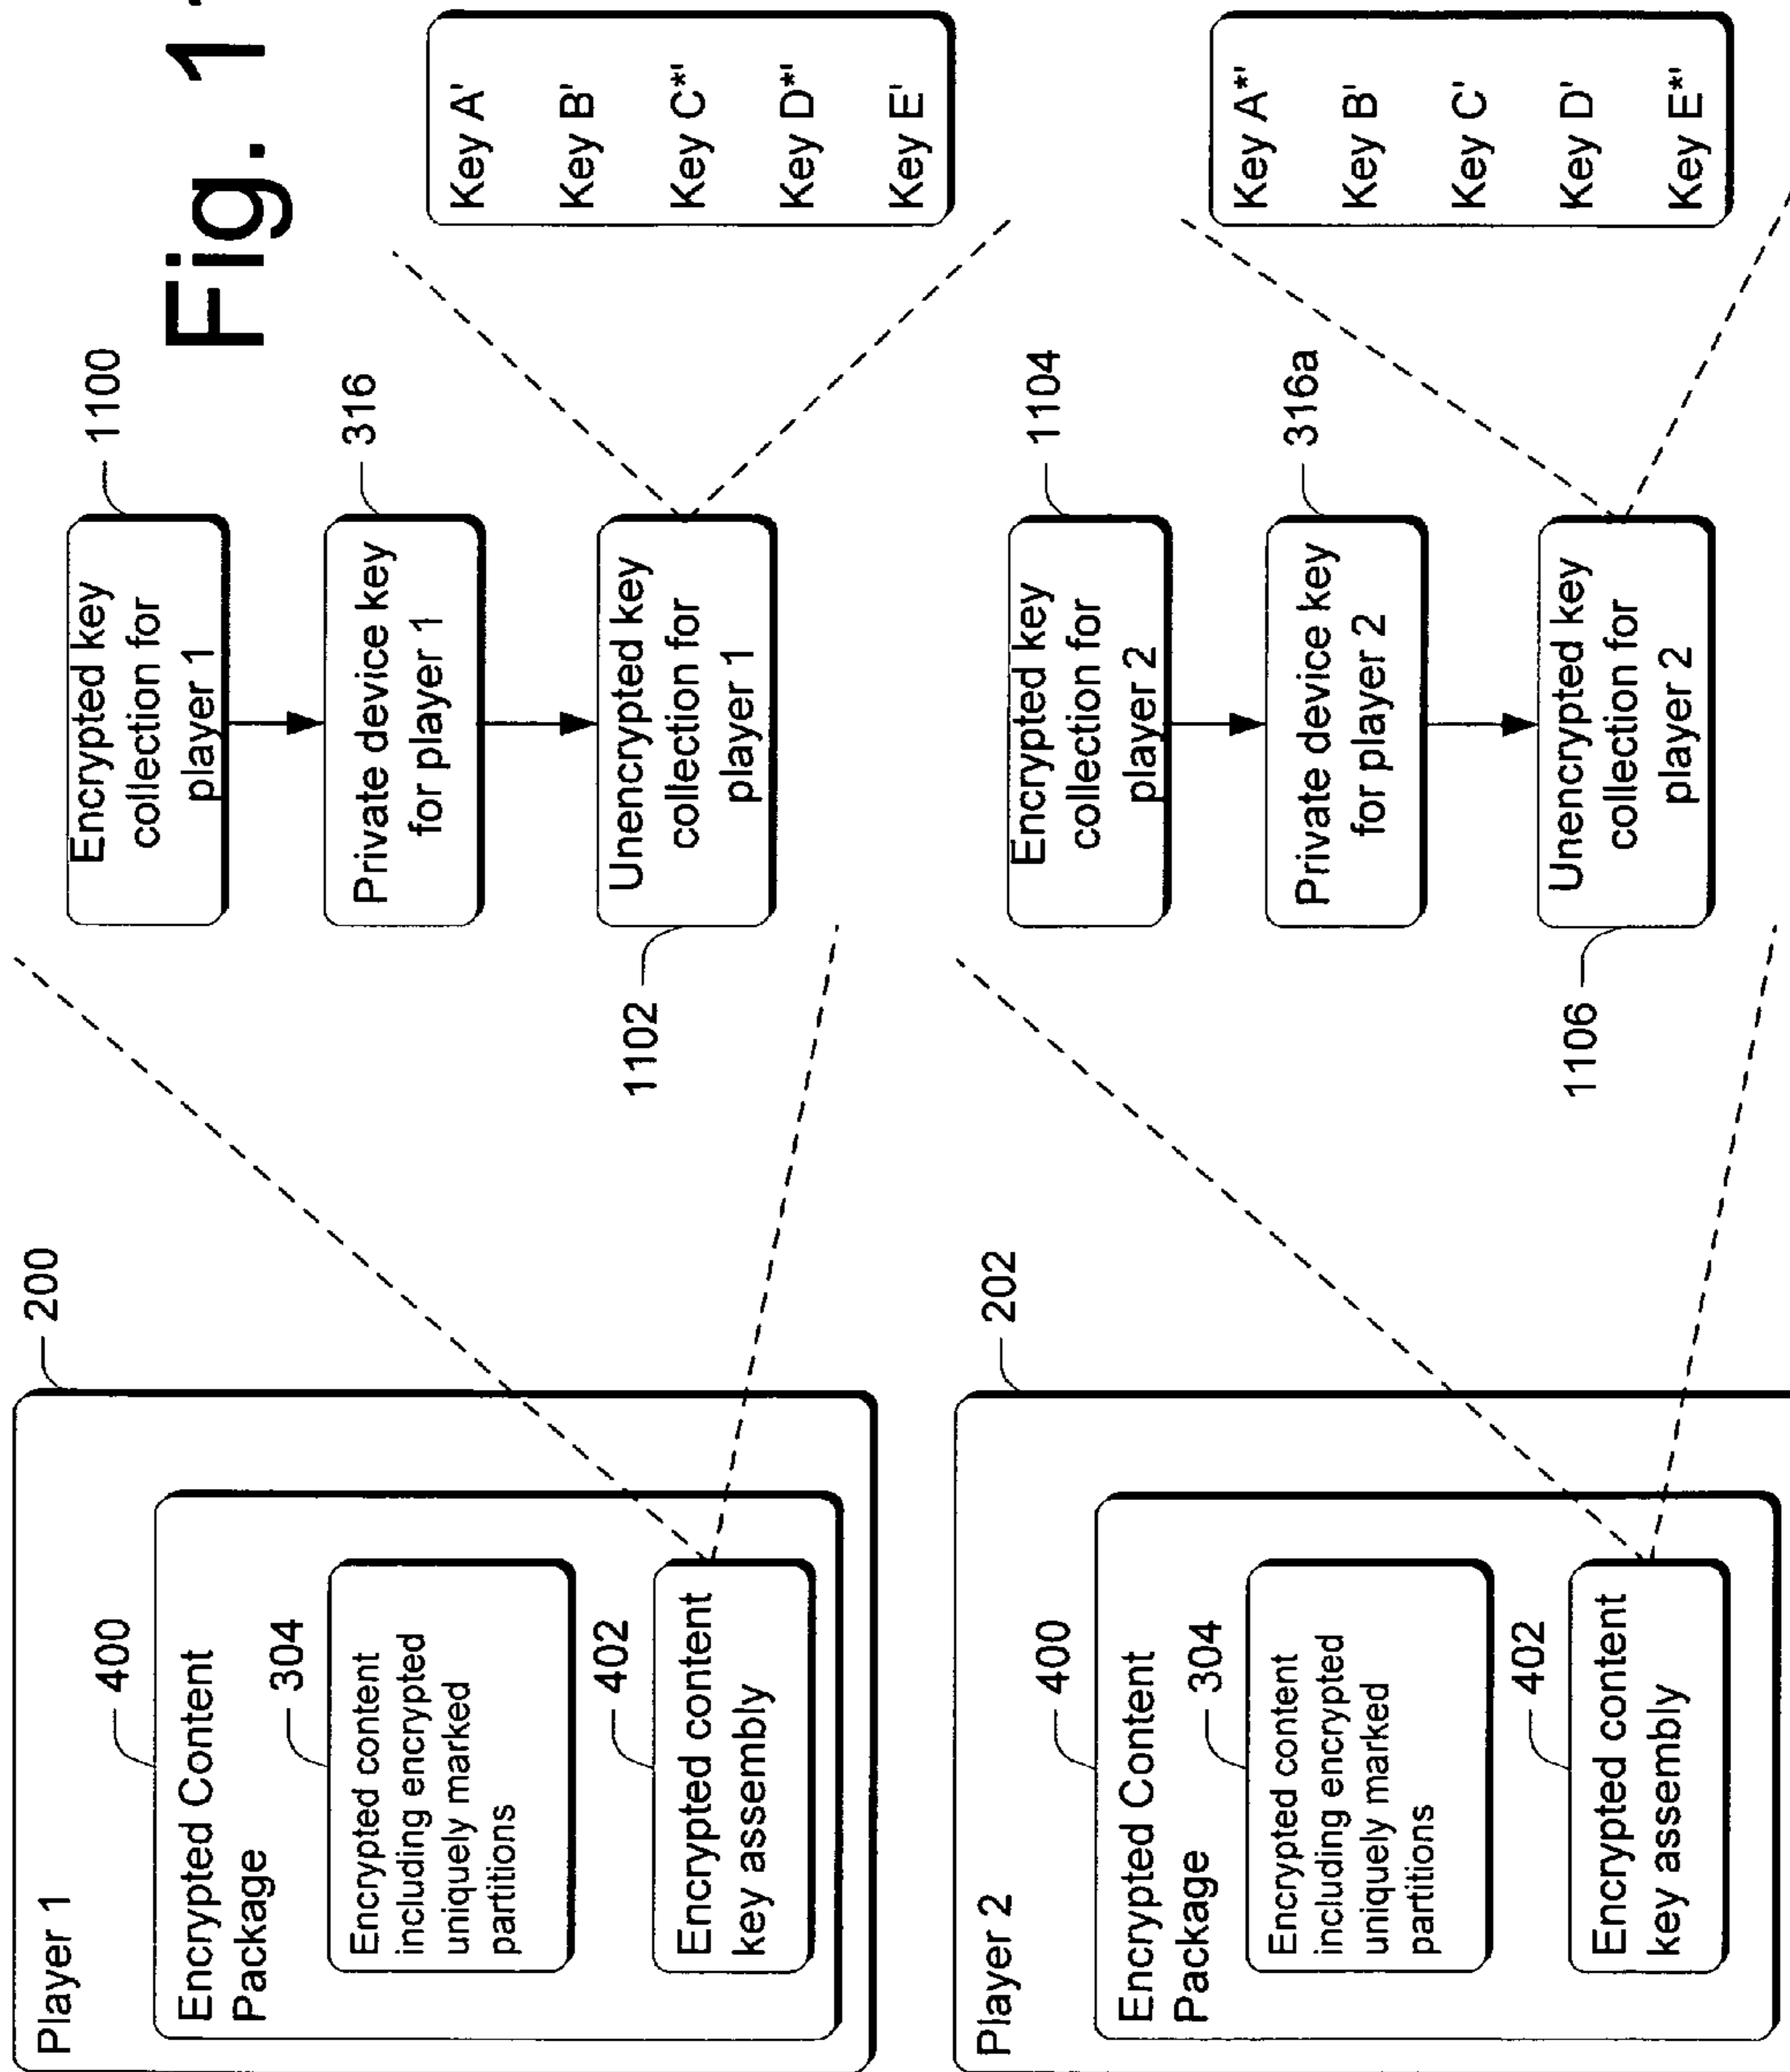 Fig. 1
Player 1
200
400
Encrypted Content
Package
304
Encrypted content
including encrypted
uniquely marked
partitions
402
Encrypted content
key assembly
Encrypted key
collection for
player 1
1100
Private device key
for player 1
316
Unencrypted key
collection for
player 1
1102
Key A'
Key B'
Key C*'
Key D*'
Key E'
Player 2
202
400
Encrypted Content
Package
304
Encrypted content
including encrypted
uniquely marked
partitions
402
Encrypted content
key assembly
Encrypted key
collection for
player 2
1104
Private device key
for player 2
316a
Unencrypted key
collection for
player 2
1106
Key A*'
Key B'
Key C'
Key D'
Key E*'